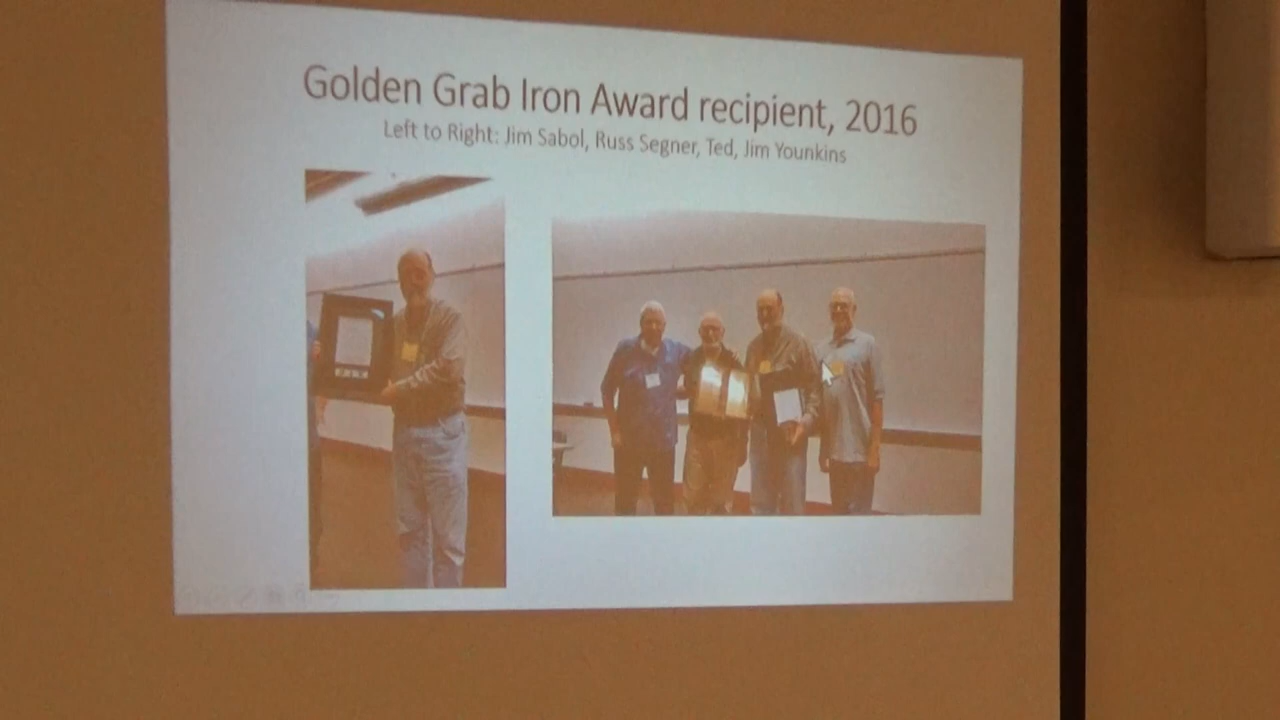 Golden Grab Iron Award recipient, 2016
Left to Right: Jim Sabol, Russ Segner, Ted, Jim Younkins